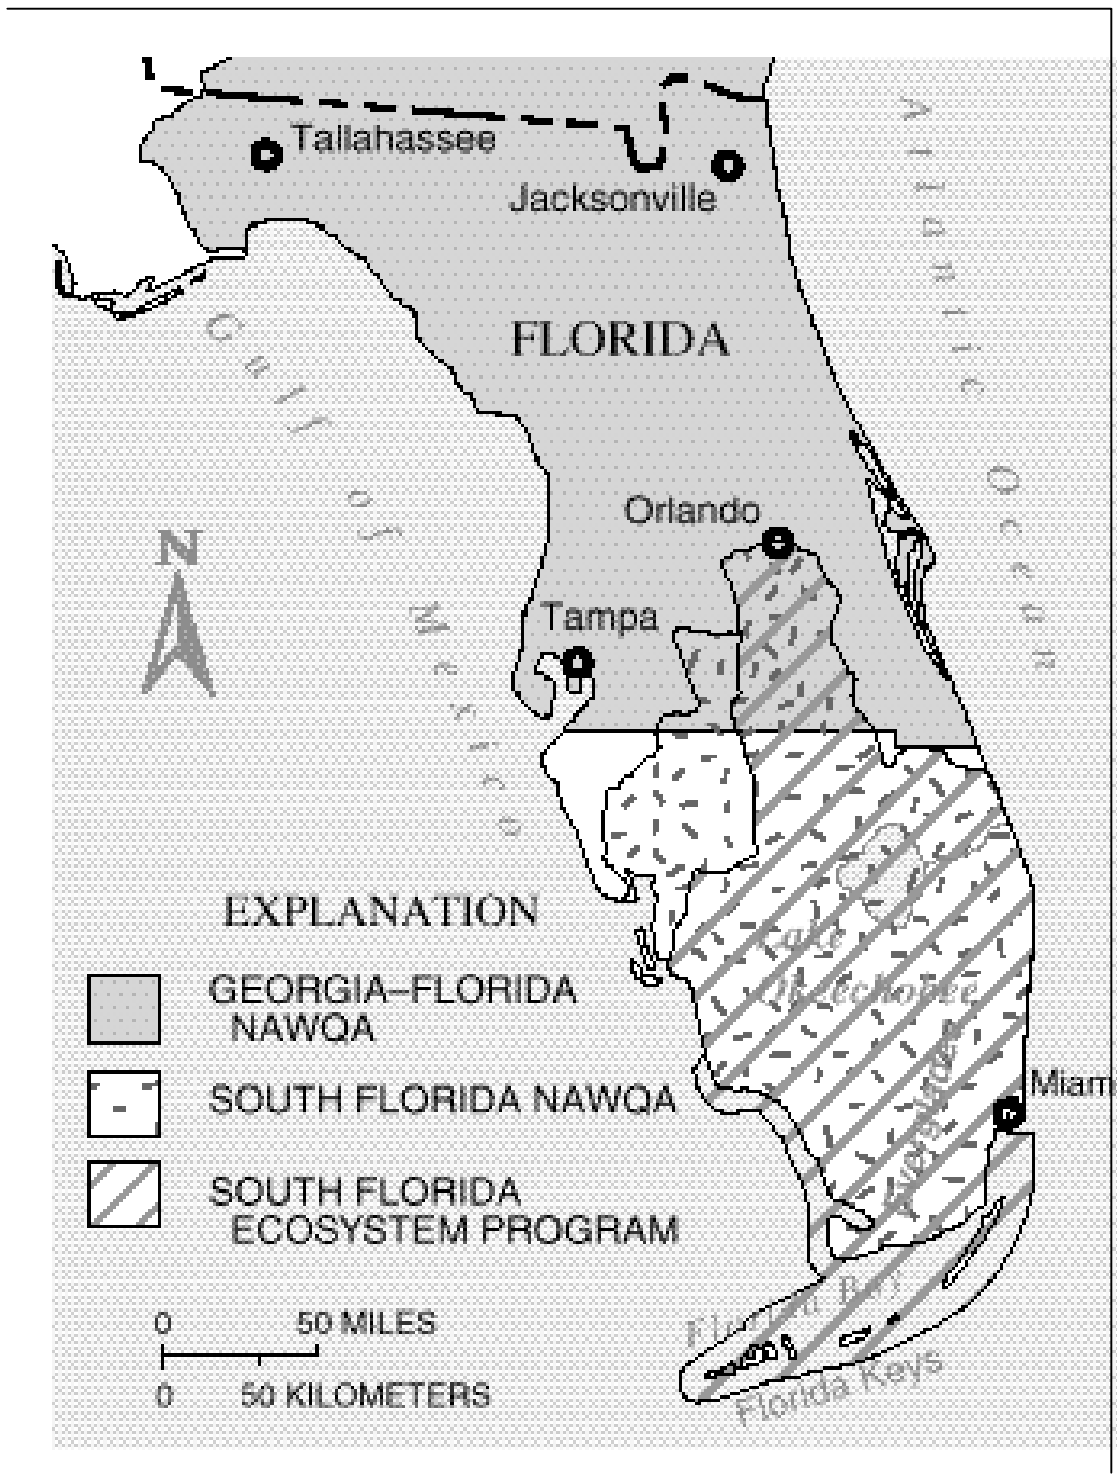 Tallahassee
Jacksonville
Atlantic Ocean
FLORIDA
Gulf of Mexico
Orlando
N
Tampa
EXPLANATION
Lake
Okeechobee
GEORGIA–FLORIDA
NAWQA
Everglades
Miam
SOUTH FLORIDA NAWQA
SOUTH FLORIDA
ECOSYSTEM PROGRAM
Florida Bay
0 50 MILES
0 50 KILOMETERS
Florida Keys